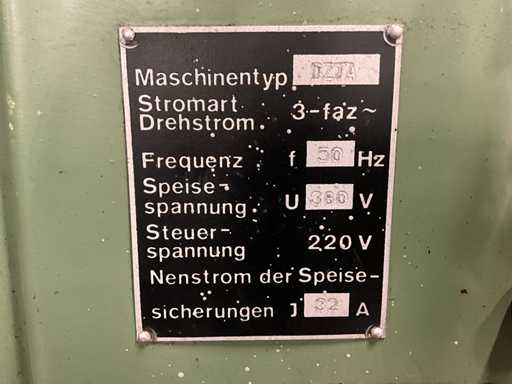 Maschinentyp DZTA
Stromart
Drehstrom. 3-faz~
Frequenz f 50 Hz
Speise-
spannung. U 380 V
Steuer-
spannung 220 V
Nenstrom der Speise-
sicherungen J 32 A